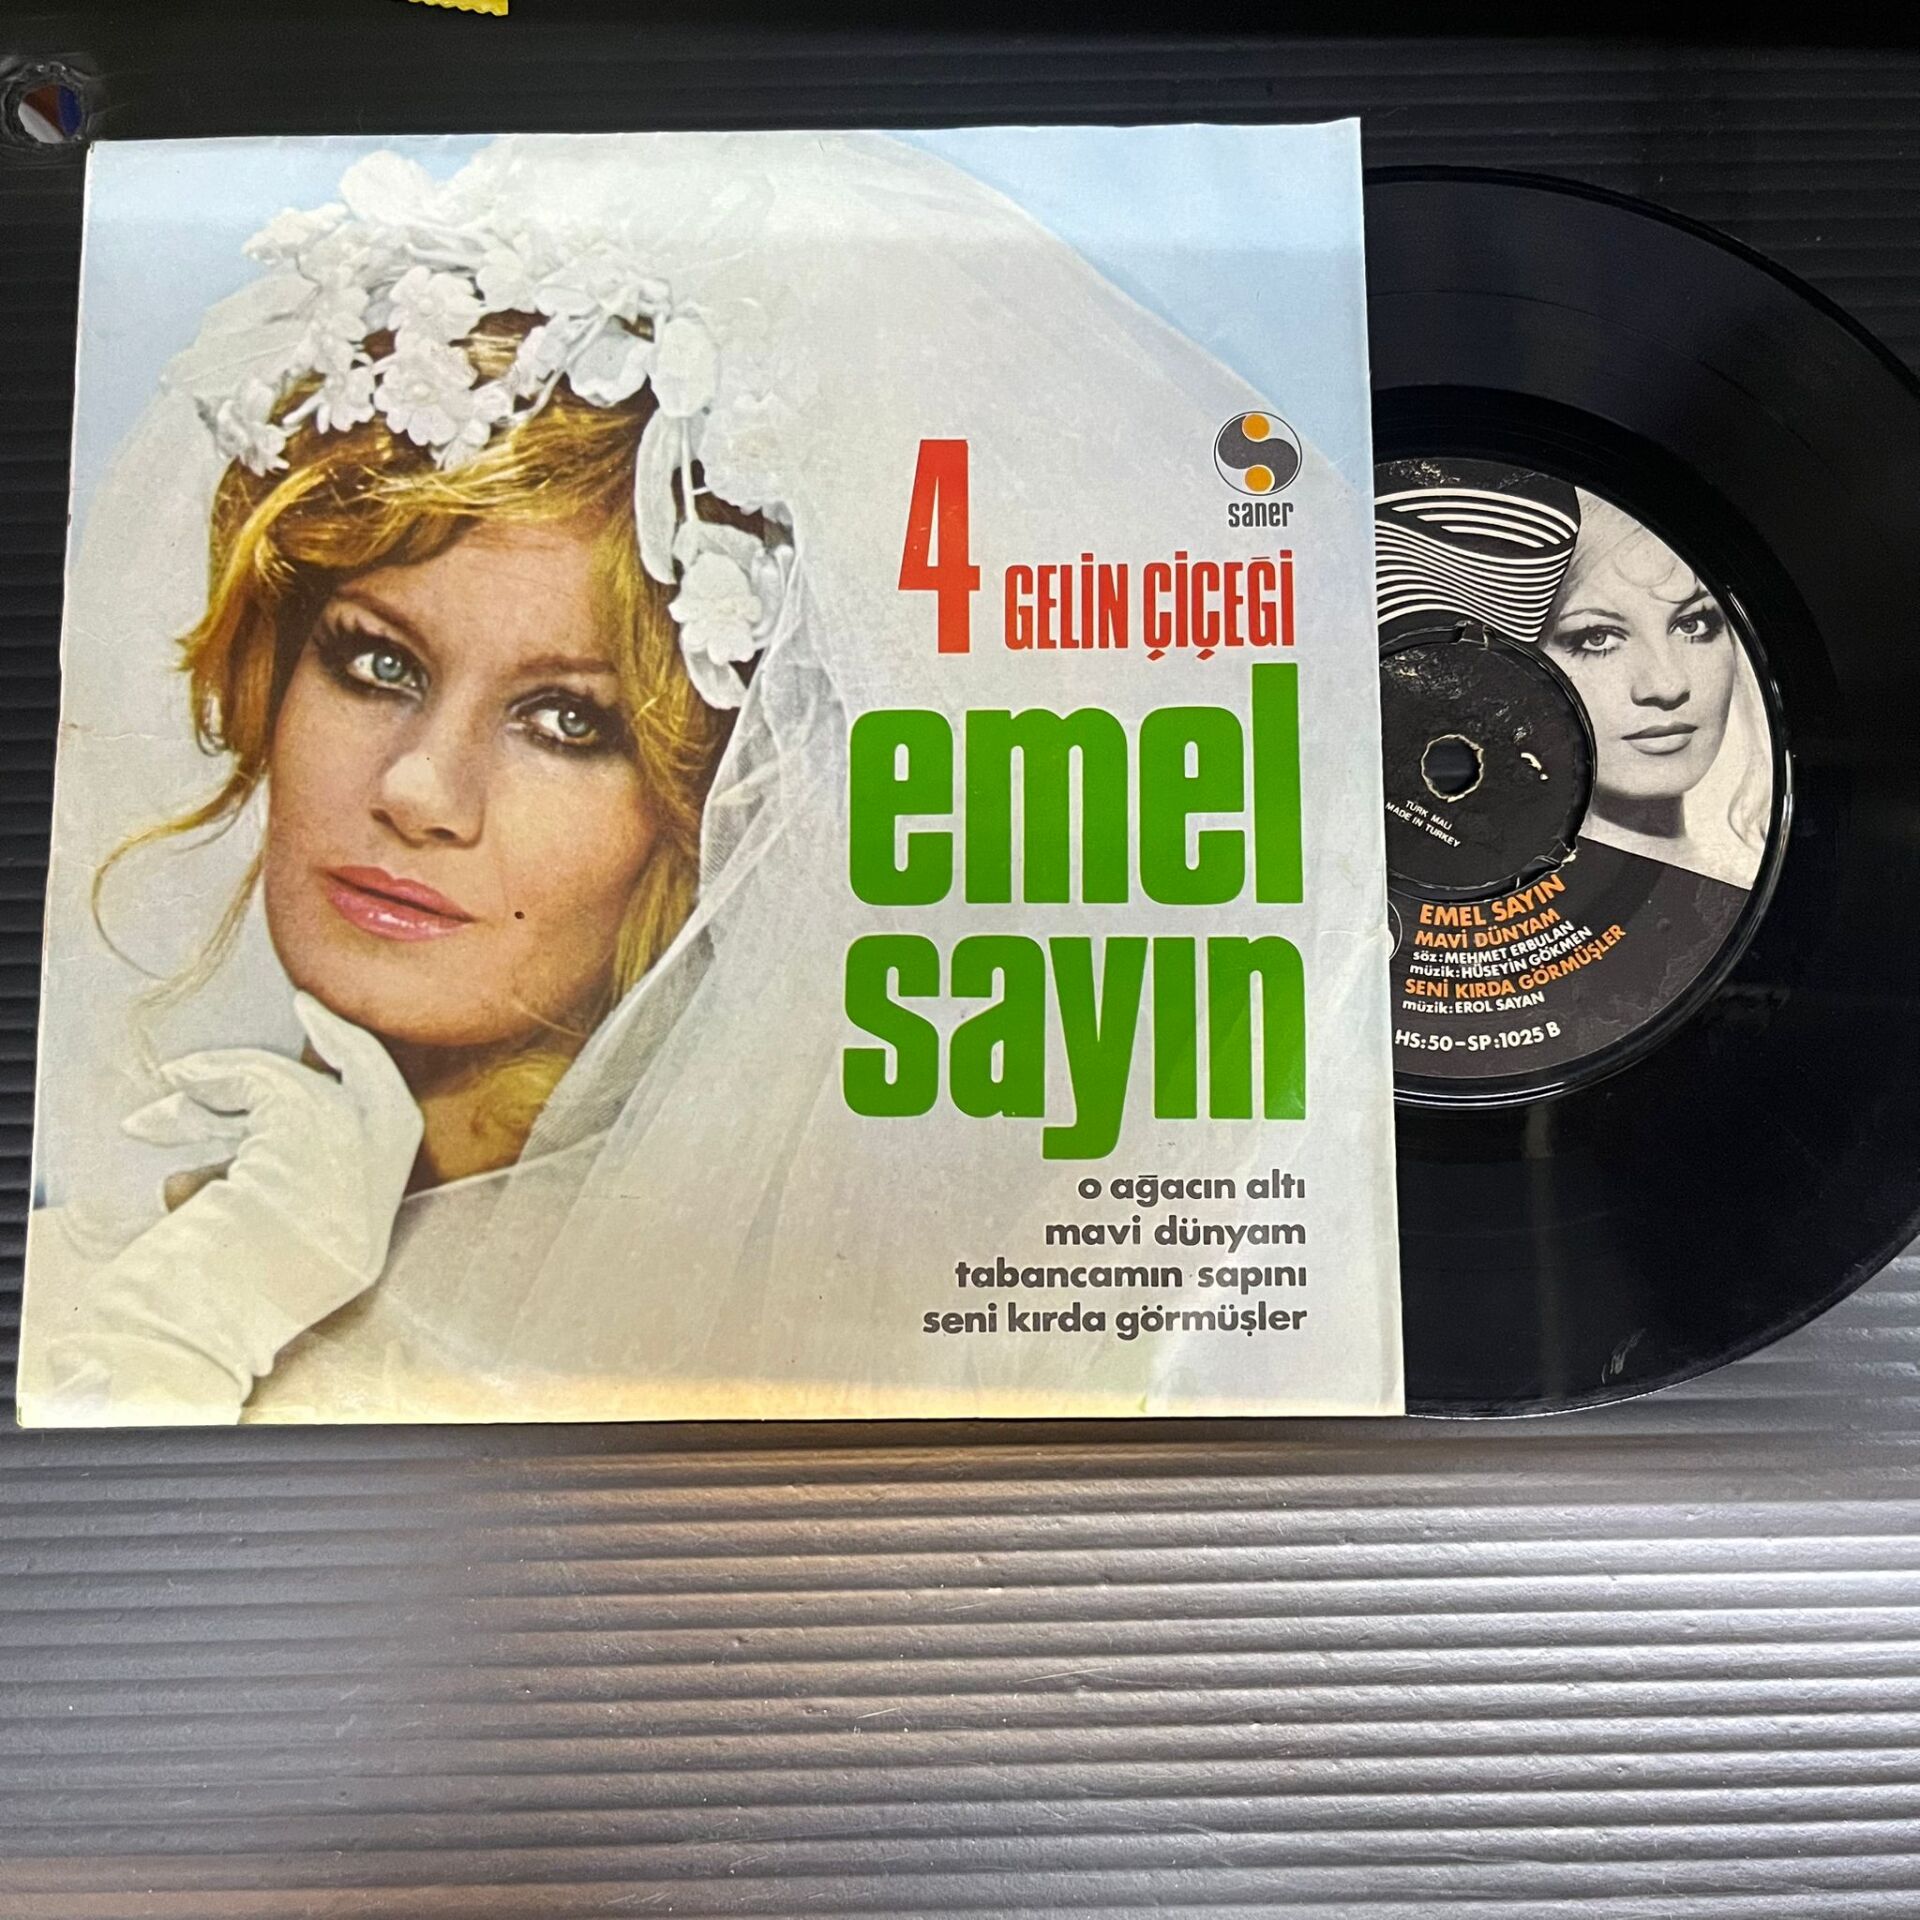 saner
4 GELİN ÇİÇEĞİ
emel
sayın
o ağacın altı
mavi dünyam
tabancamın sapını
seni kırda görmüşler
TÜRK MALI
MADE IN TURKEY
EMEL SAYIN
MAVİ DÜNYAM
söz: MEHMET ERBULAN
müzik: HÜSEYİN GÖKMEN
SENİ KIRDA GÖRMÜŞLER
müzik: EROL SAYAN
HS:50-SP:1025 B